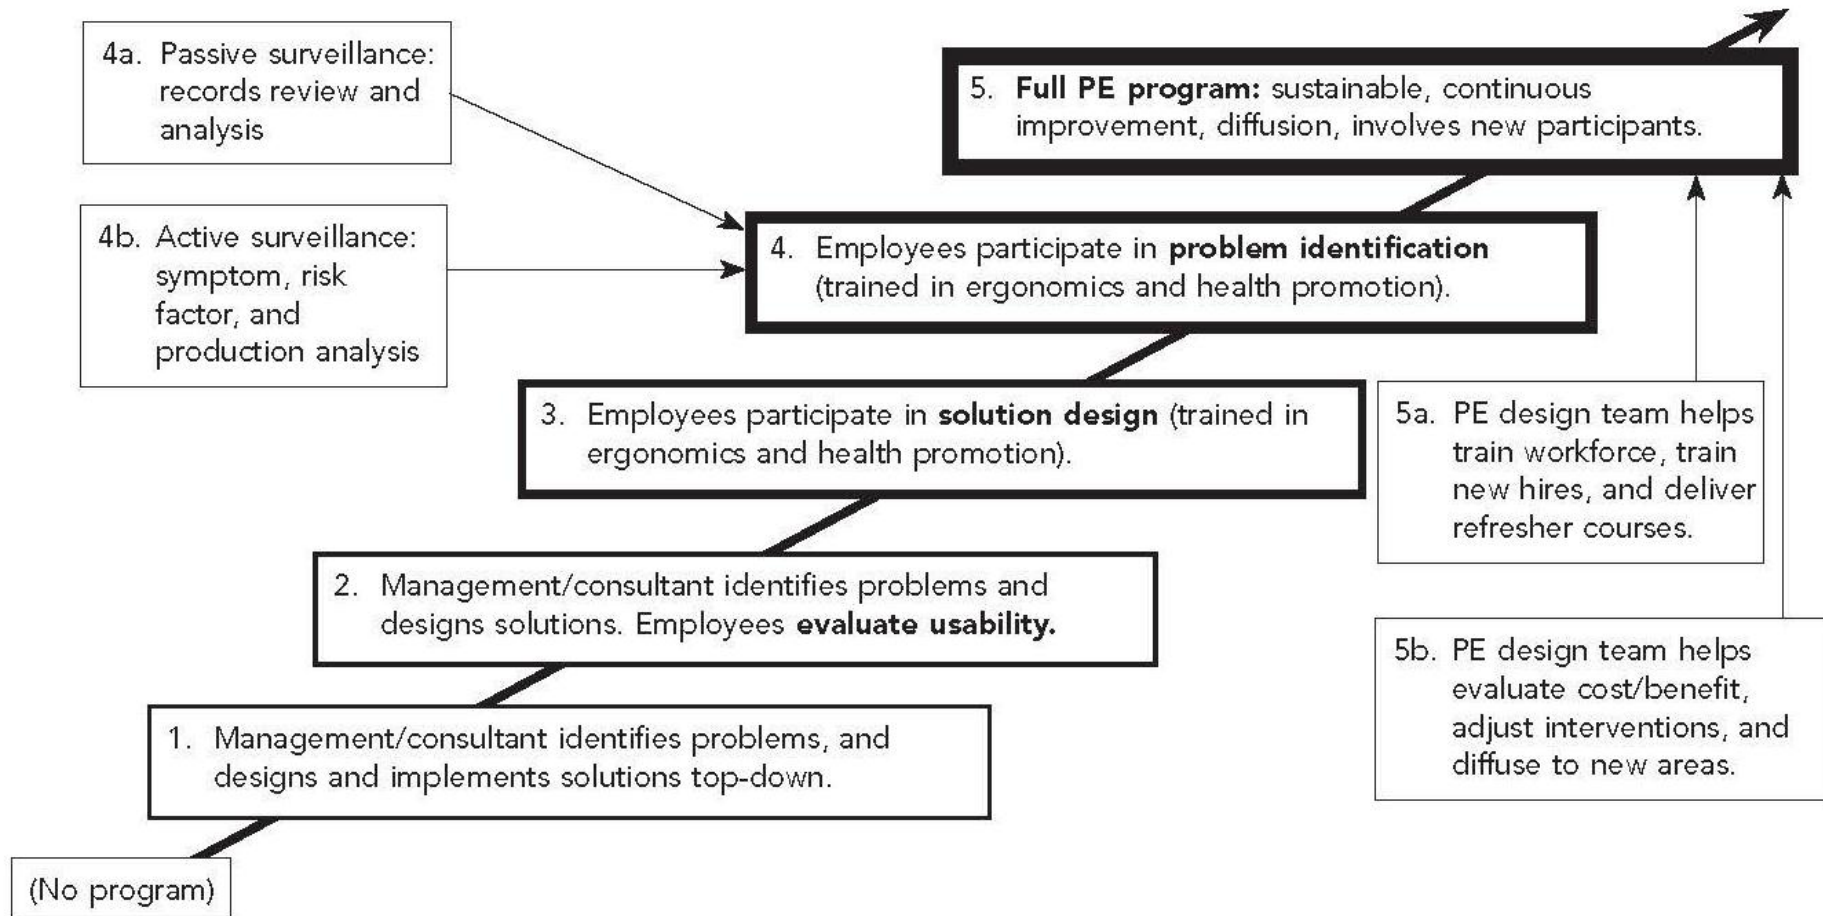 4a. Passive surveillance:
records review and
analysis
4b. Active surveillance:
symptom, risk
factor, and
production analysis
5. Full PE program: sustainable, continuous
improvement, diffusion, involves new participants.
4. Employees participate in problem identification
(trained in ergonomics and health promotion).
3. Employees participate in solution design (trained in
ergonomics and health promotion).
5a. PE design team helps
train workforce, train
new hires, and deliver
refresher courses.
2. Management/consultant identifies problems and
designs solutions. Employees evaluate usability.
5b. PE design team helps
evaluate cost/benefit,
adjust interventions, and
diffuse to new areas.
1. Management/consultant identifies problems, and
designs and implements solutions top-down.
(No program)